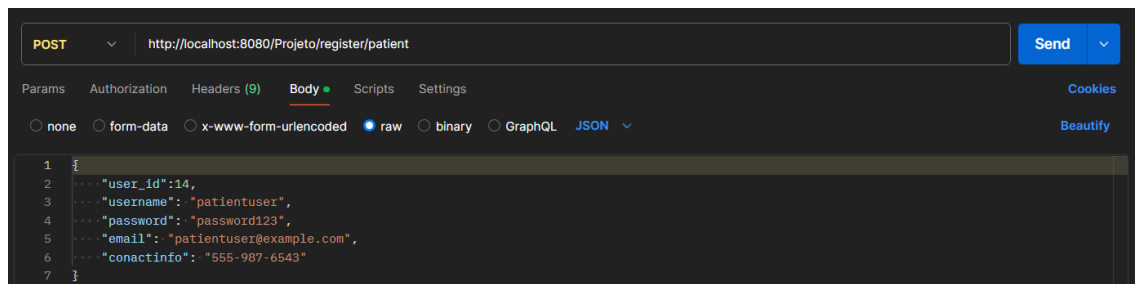 POST http://localhost:8080/Projeto/register/patient Send
Params Authorization Headers (9) Body Scripts Settings Cookies
none form-data x-www-form-urlencoded raw binary GraphQL JSON Beautify
1 {
2 "user_id":14,
3 "username": "patientuser",
4 "password": "password123",
5 "email": "patientuser@example.com",
6 "conactinfo": "555-987-6543"
7 }